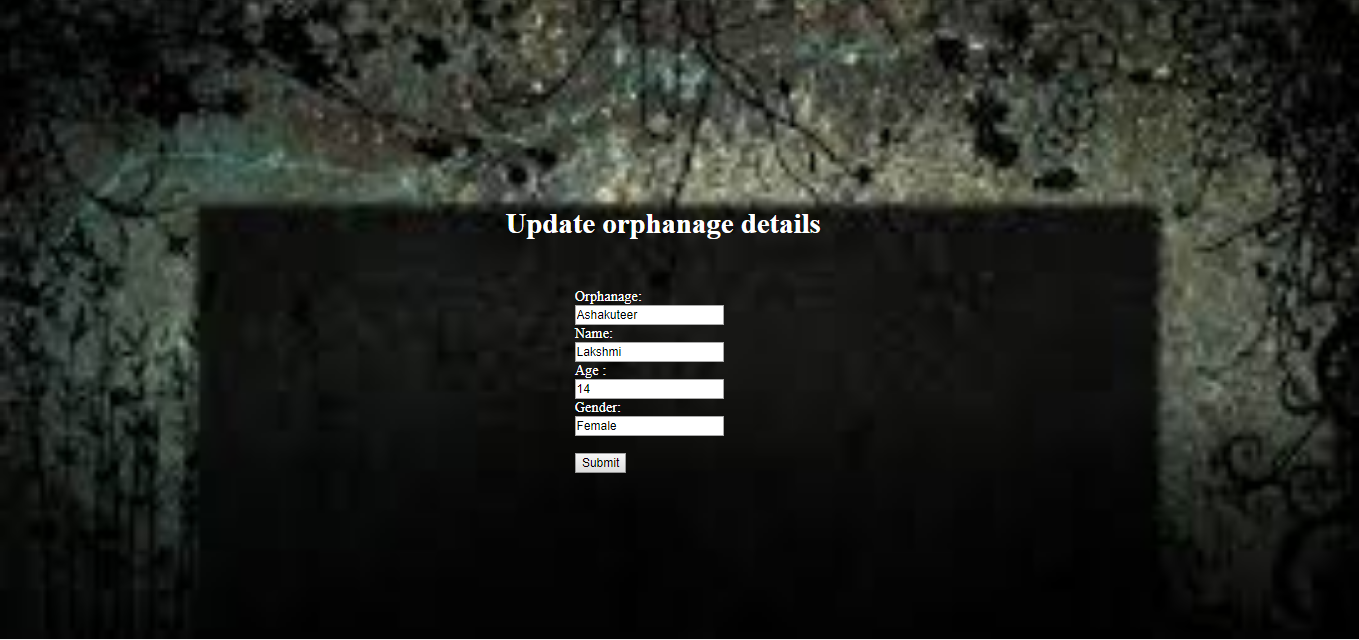 Update orphanage details
Orphanage:
Ashakuteer
Name:
Lakshmi
Age :
14
Gender:
Female
Submit